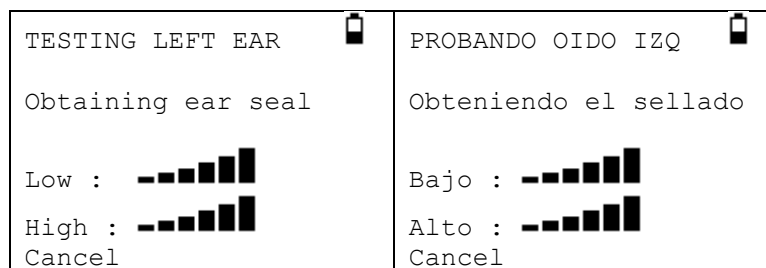 TESTING LEFT EAR
Obtaining ear seal
Low :
High :
Cancel
PROBANDO OIDO IZQ
Obteniendo el sellado
Bajo :
Alto :
Cancel